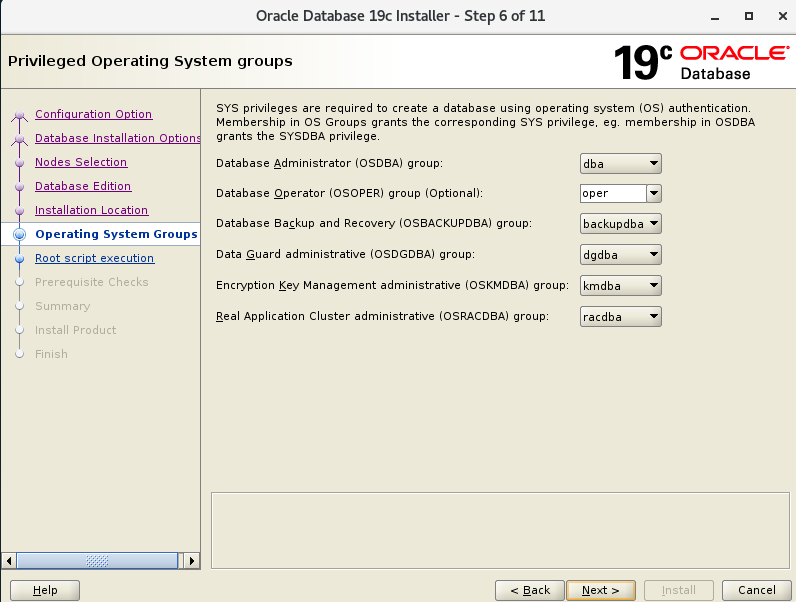 Oracle Database 19c Installer - Step 6 of 11
Privileged Operating System groups
19c ORACLE
Database
Configuration Option
Database Installation Options
Nodes Selection
Database Edition
Installation Location
Operating System Groups
Root script execution
Prerequisite Checks
Summary
Install Product
Finish
SYS privileges are required to create a database using operating system (OS) authentication.
Membership in OS Groups grants the corresponding SYS privilege, eg. membership in OSDBA
grants the SYSDBA privilege.
Database Administrator (OSDBA) group: dba
Database Operator (OSOPER) group (Optional): oper
Database Backup and Recovery (OSBACKUPDBA) group: backupdba
Data Guard administrative (OSDGDBA) group: dgdba
Encryption Key Management administrative (OSKMDBA) group: kmdba
Real Application Cluster administrative (OSRACDBA) group: racdba
Help
< Back
Next >
Install
Cancel